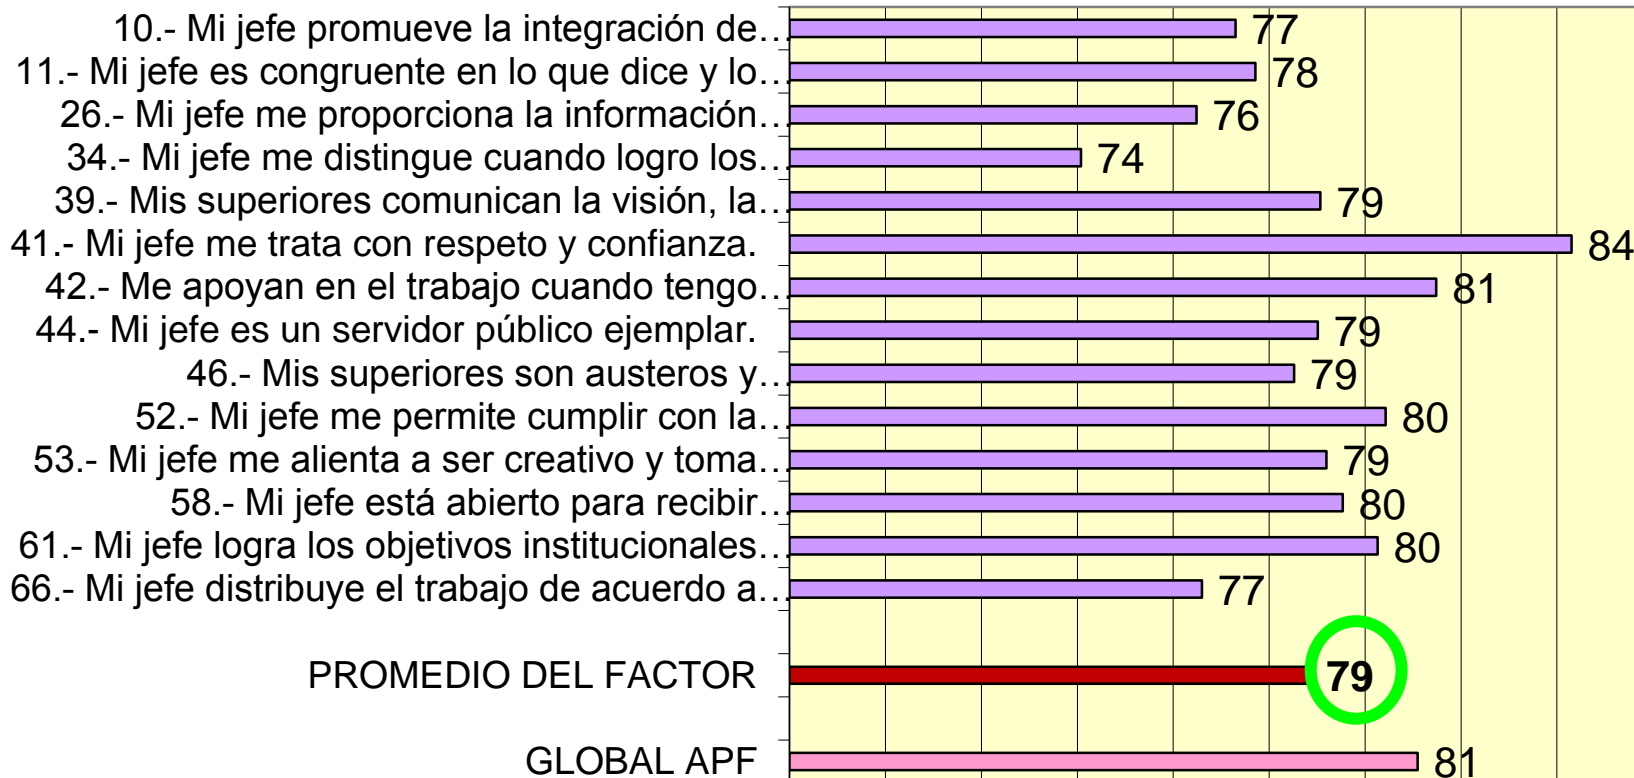 10.- Mi jefe promueve la integración de… 77
11.- Mi jefe es congruente en lo que dice y lo… 78
26.- Mi jefe me proporciona la información… 76
34.- Mi jefe me distingue cuando logro los… 74
39.- Mis superiores comunican la visión, la… 79
41.- Mi jefe me trata con respeto y confianza. 84
42.- Me apoyan en el trabajo cuando tengo… 81
44.- Mi jefe es un servidor público ejemplar. 79
46.- Mis superiores son austeros y… 79
52.- Mi jefe me permite cumplir con la… 80
53.- Mi jefe me alienta a ser creativo y toma… 79
58.- Mi jefe está abierto para recibir… 80
61.- Mi jefe logra los objetivos institucionales… 80
66.- Mi jefe distribuye el trabajo de acuerdo a… 77
PROMEDIO DEL FACTOR 79
GLOBAL APF 81